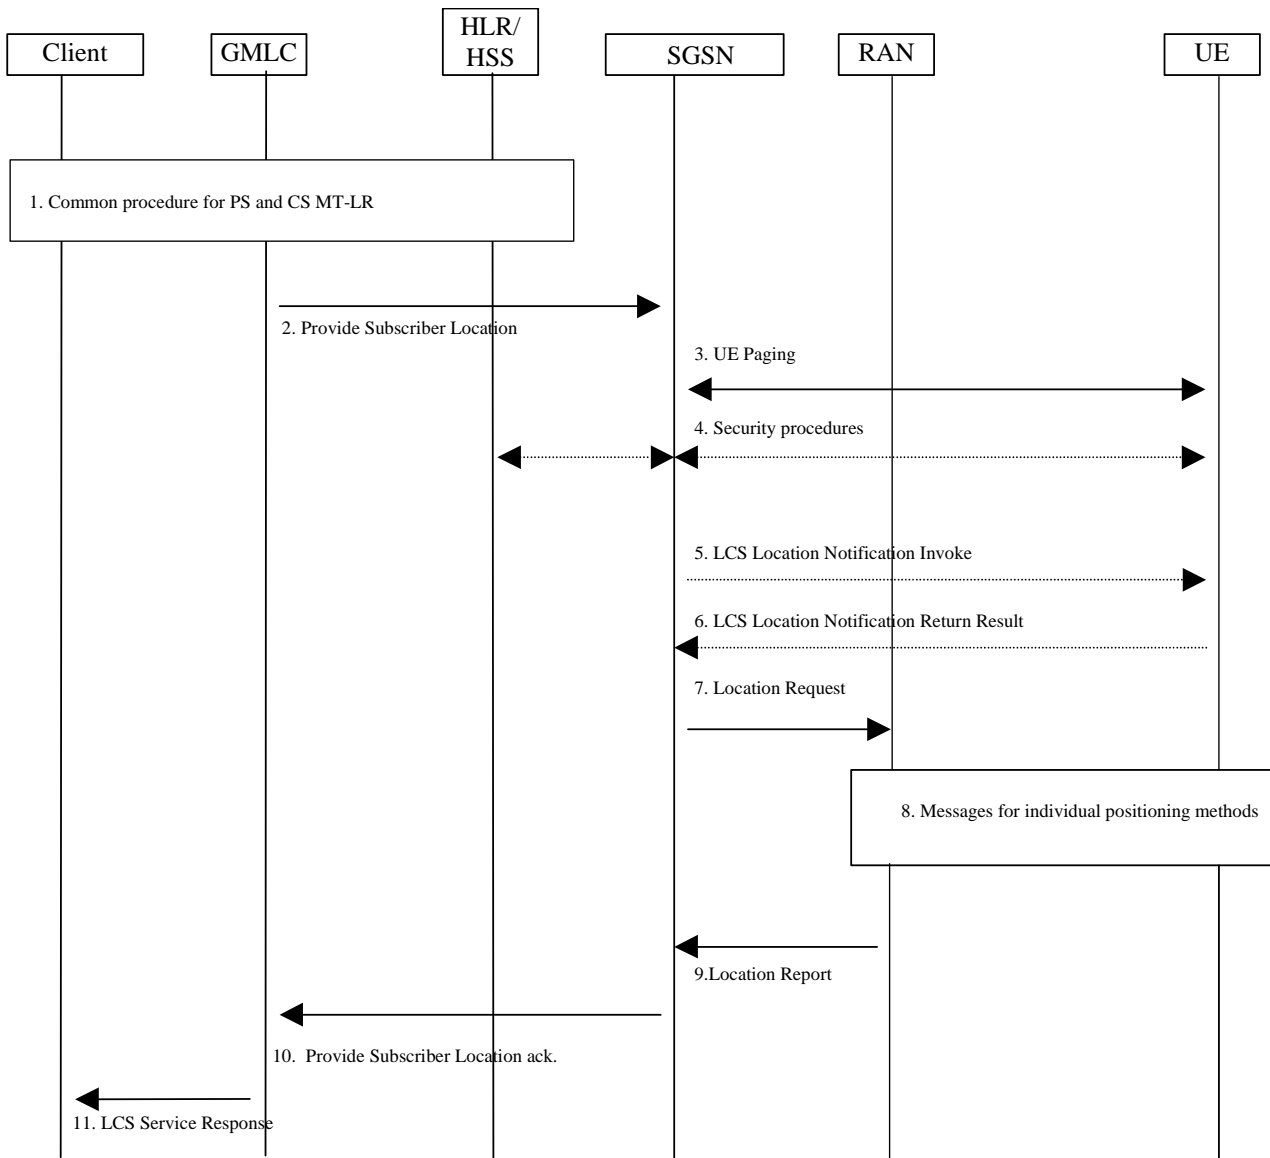 Client
GMLC
HLR/
HSS
SGSN
RAN
UE
1. Common procedure for PS and CS MT-LR
2. Provide Subscriber Location
3. UE Paging
4. Security procedures
5. LCS Location Notification Invoke
6. LCS Location Notification Return Result
7. Location Request
8. Messages for individual positioning methods
9.Location Report
10. Provide Subscriber Location ack.
11. LCS Service Response